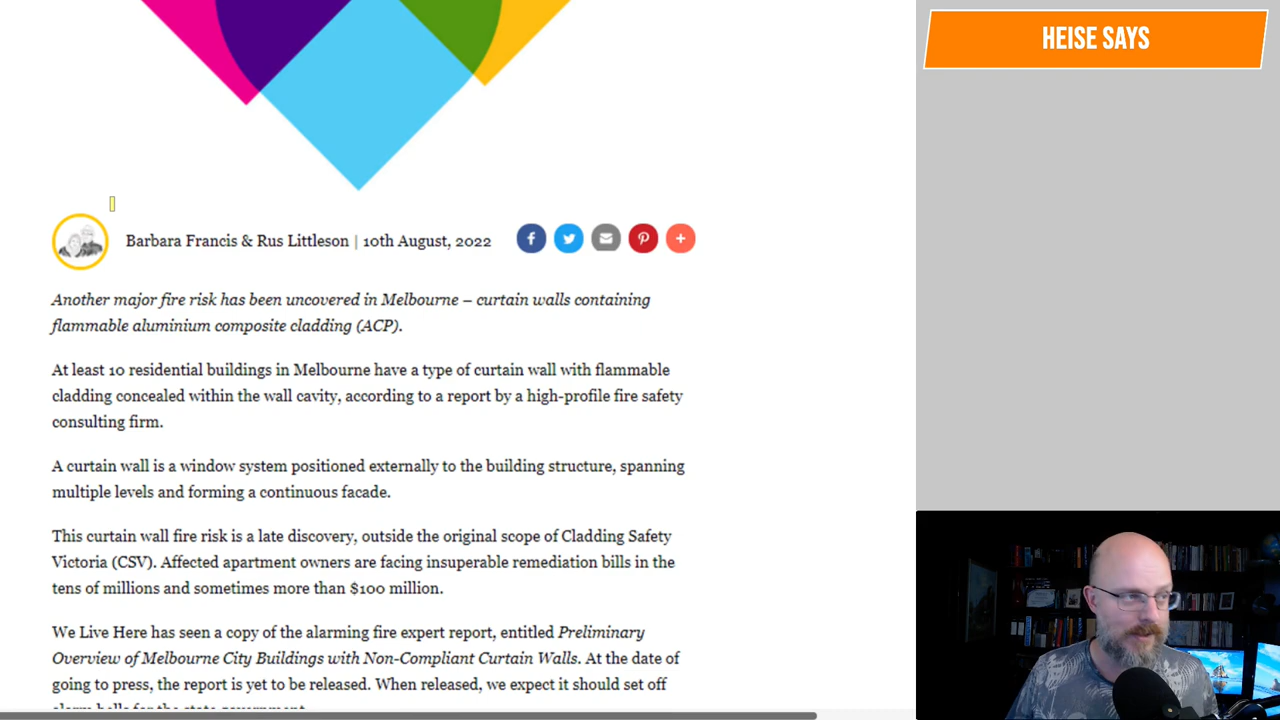 HEISE SAYS
Barbara Francis & Rus Littleson | 10th August, 2022
Another major fire risk has been uncovered in Melbourne – curtain walls containing
flammable aluminium composite cladding (ACP).
At least 10 residential buildings in Melbourne have a type of curtain wall with flammable
cladding concealed within the wall cavity, according to a report by a high-profile fire safety
consulting firm.
A curtain wall is a window system positioned externally to the building structure, spanning
multiple levels and forming a continuous facade.
This curtain wall fire risk is a late discovery, outside the original scope of Cladding Safety
Victoria (CSV). Affected apartment owners are facing insuperable remediation bills in the
tens of millions and sometimes more than $100 million.
We Live Here has seen a copy of the alarming fire expert report, entitled Preliminary
Overview of Melbourne City Buildings with Non-Compliant Curtain Walls. At the date of
going to press, the report is yet to be released. When released, we expect it should set off
alarm bells for the state government.